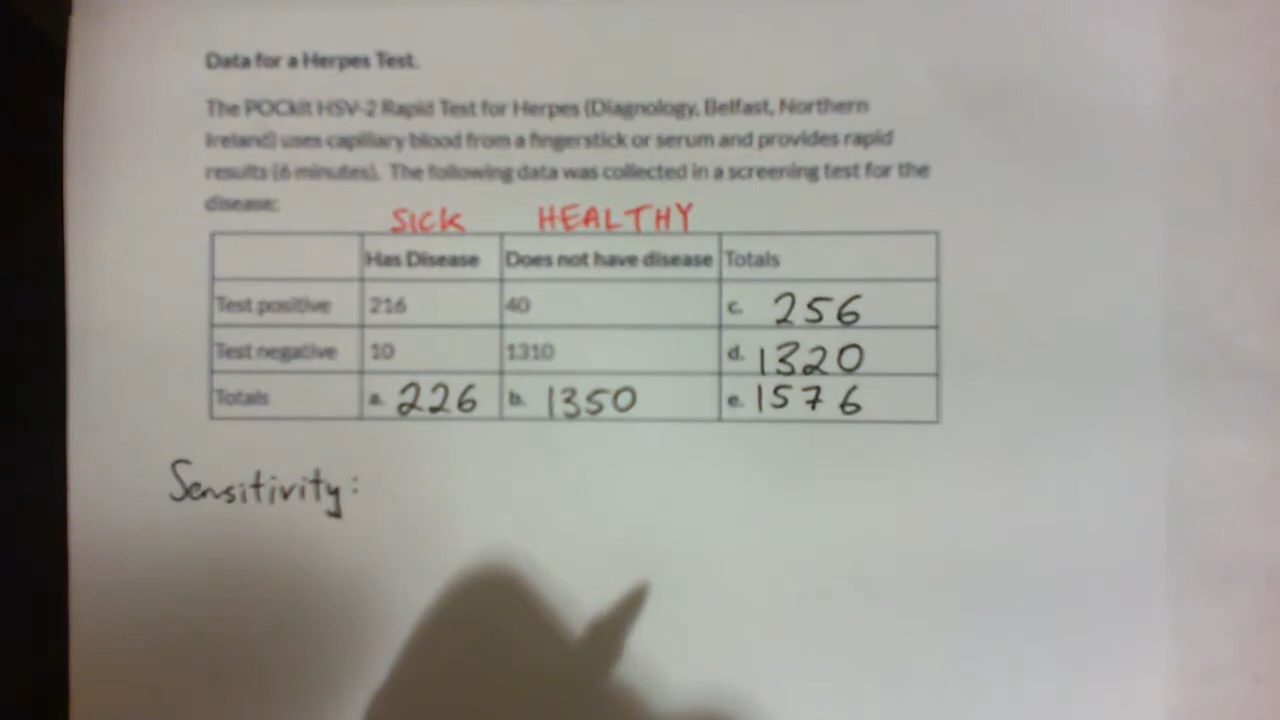 Data for a Herpes Test.
The POCkit HSV-2 Rapid Test for Herpes (Diagnology, Belfast, Northern
Ireland) uses capillary blood from a fingerstick or serum and provides rapid
results (6 minutes). The following data was collected in a screening test for the
disease:
SICK HEALTHY
Has Disease Does not have disease Totals
Test positive 216 40 c. 256
Test negative 10 1310 d. 1320
Totals a. 226 b. 1350 e. 1576
Sensitivity: